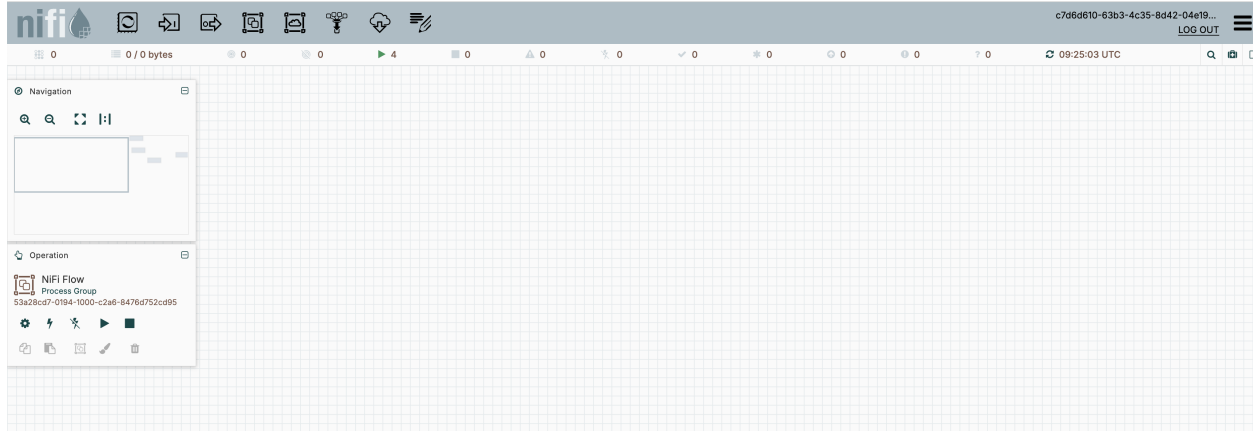 nifi
c7d6d610-63b3-4c35-8d42-04e19...
LOG OUT
0 0 / 0 bytes 0 0 4 0 0 0 0 0 0 0 0 09:25:03 UTC
Navigation
Operation
NiFi Flow
Process Group
53a28cd7-0194-1000-c2a6-8476d752cd95